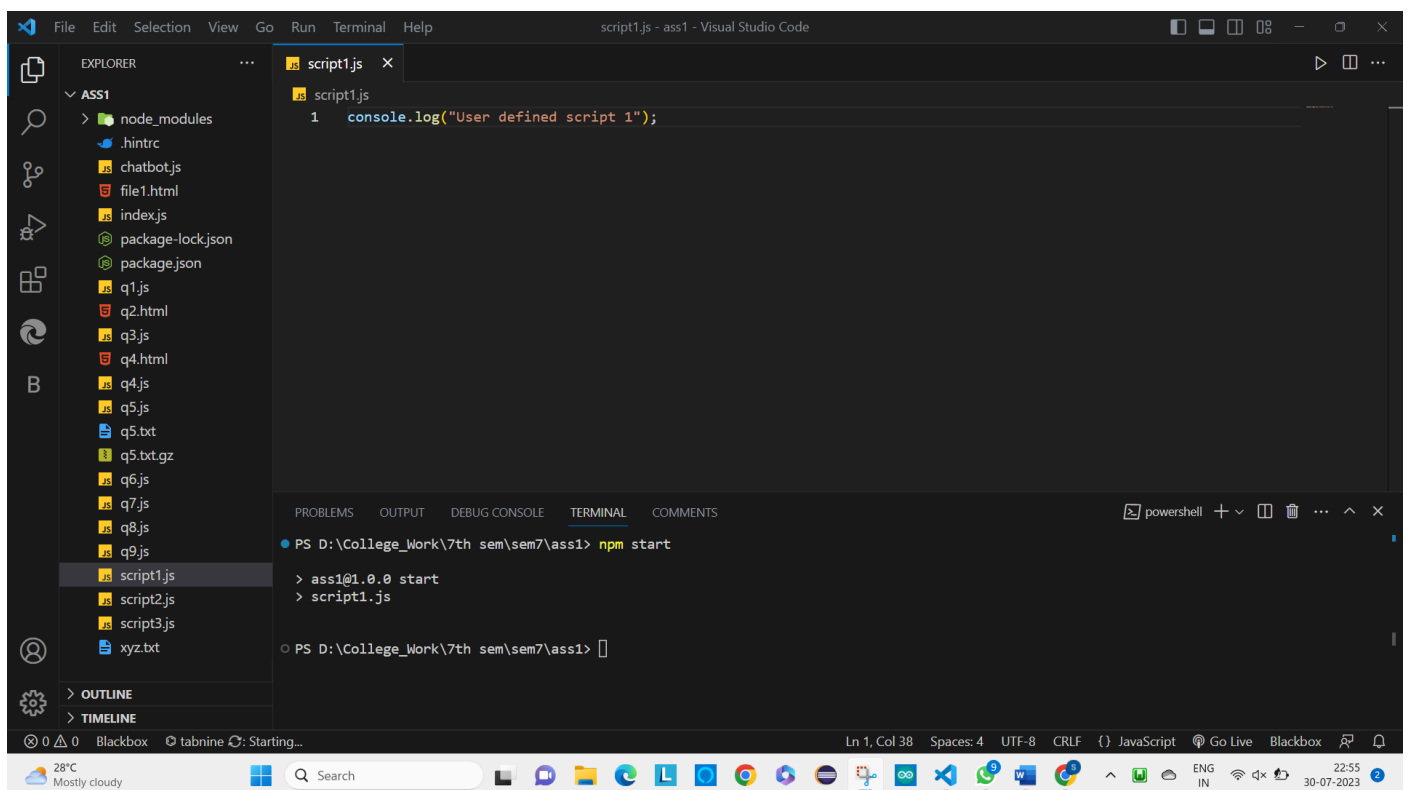 File Edit Selection View Go Run Terminal Help script1.js - ass1 - Visual Studio Code
EXPLORER
ASS1
node_modules
.hintrc
chatbot.js
file1.html
index.js
package-lock.json
package.json
q1.js
q2.html
q3.js
q4.html
q4.js
q5.js
q5.txt
q5.txt.gz
q6.js
q7.js
q8.js
q9.js
script1.js
script2.js
script3.js
xyz.txt
OUTLINE
TIMELINE
script1.js
script1.js
1 console.log("User defined script 1");
PROBLEMS OUTPUT DEBUG CONSOLE TERMINAL COMMENTS powershell
PS D:\College_Work\7th sem\sem7\ass1> npm start
> ass1@1.0.0 start
> script1.js
PS D:\College_Work\7th sem\sem7\ass1>
0 0 Blackbox tabnine : Starting... Ln 1, Col 38 Spaces: 4 UTF-8 CRLF {} JavaScript Go Live Blackbox
28°C
Mostly cloudy
Search
9
ENG
IN
22:55
30-07-2023
2